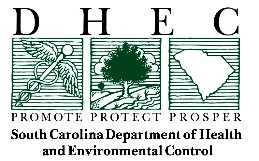 DHEC
PROMOTE PROTECT PROSPER
South Carolina Department of Health
and Environmental Control